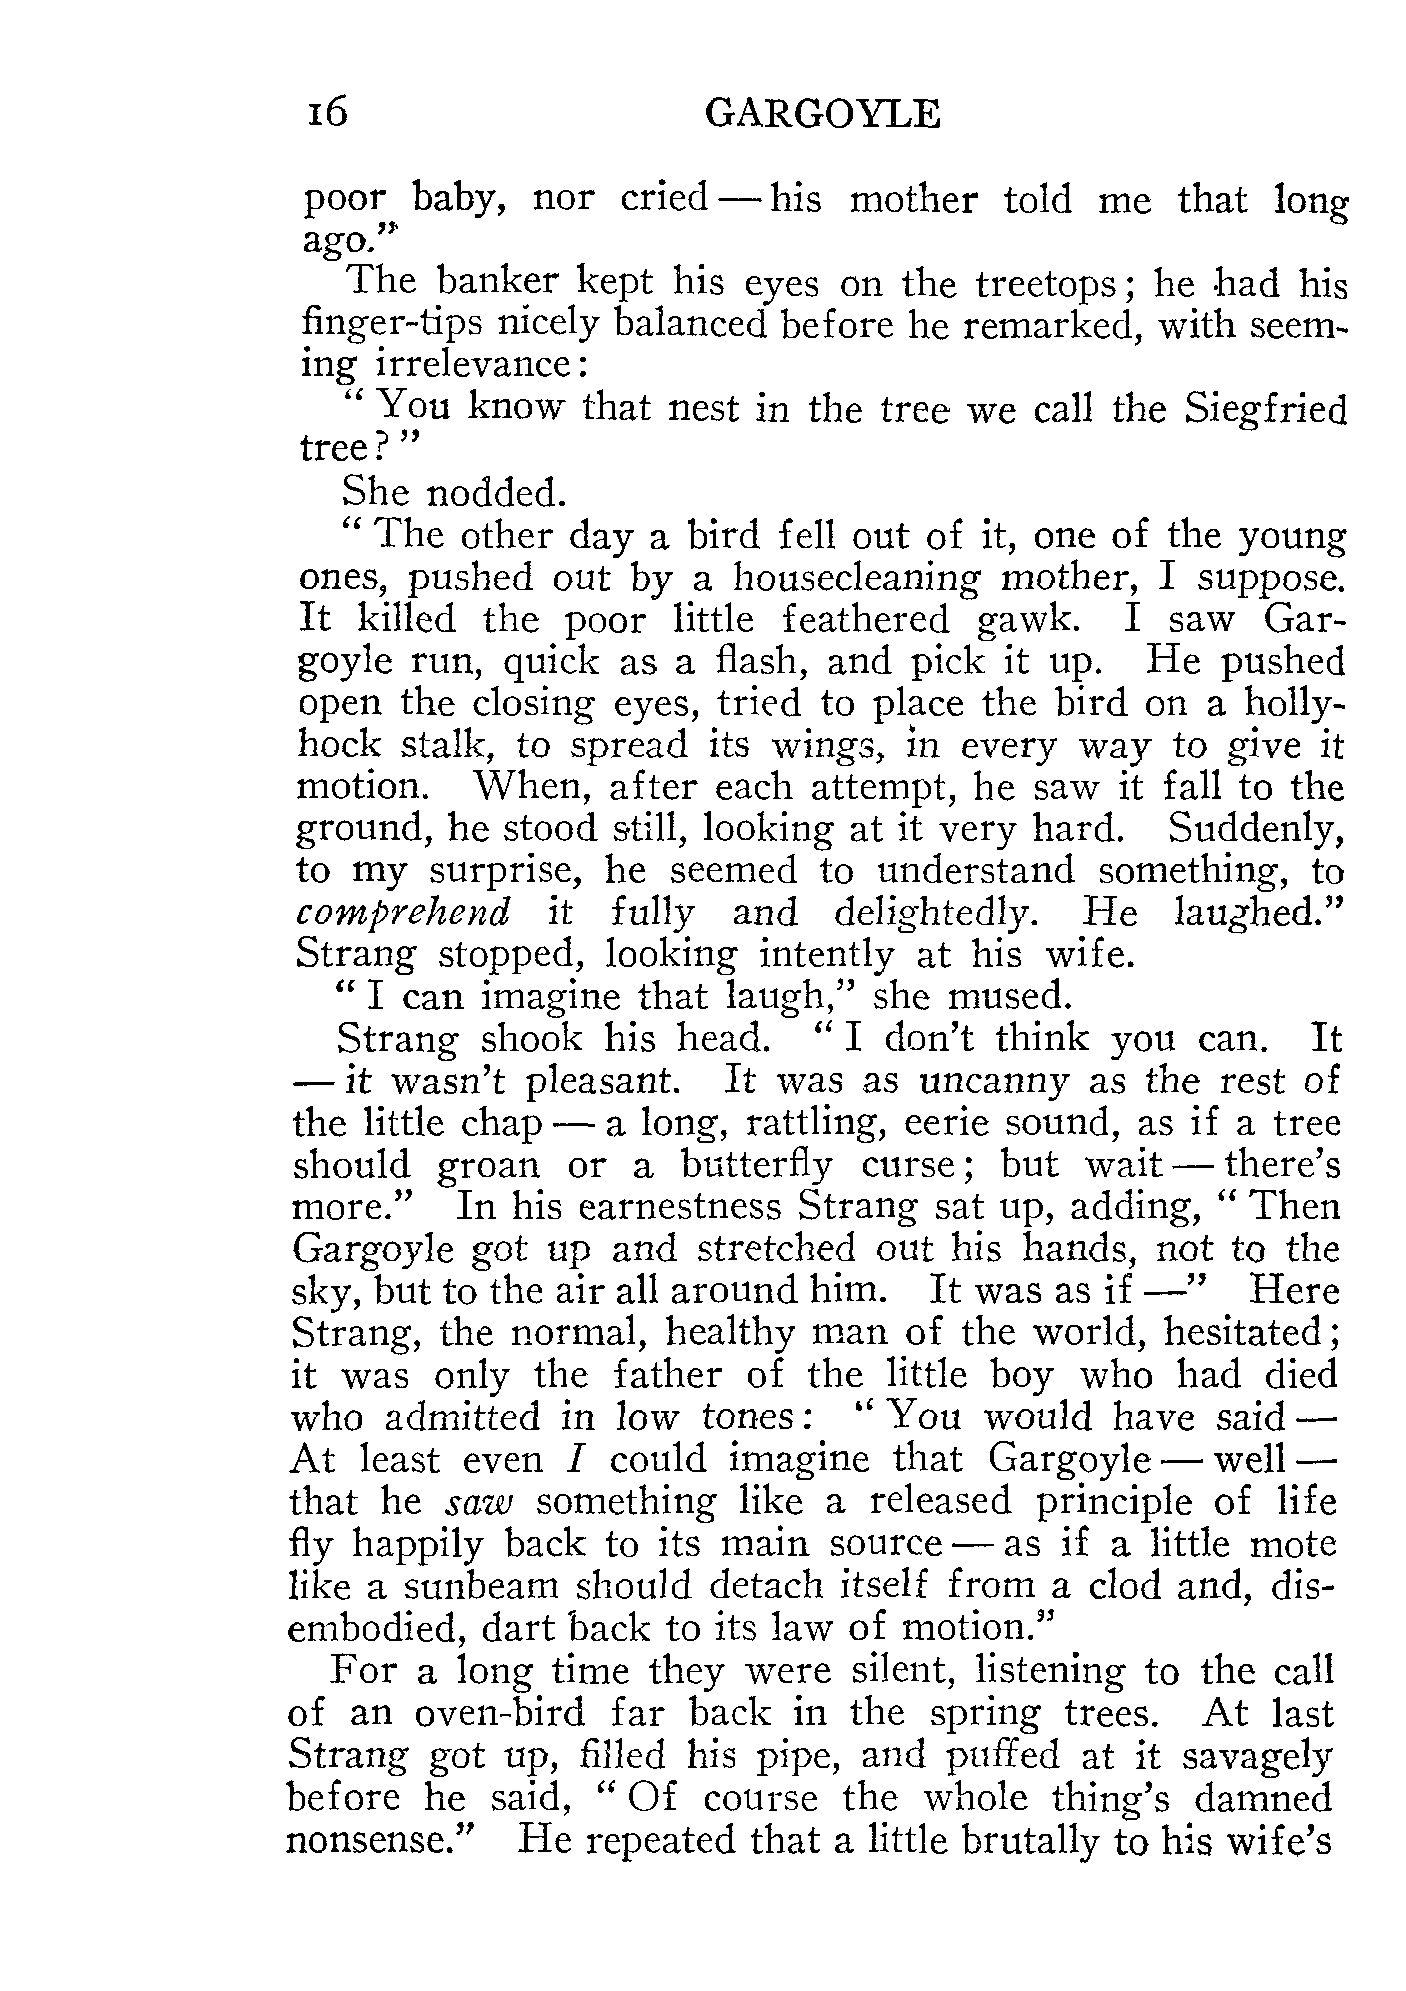 16 GARGOYLE
poor baby, nor cried — his mother told me that long
ago."
The banker kept his eyes on the treetops; he had his
finger-tips nicely balanced before he remarked, with seem-
ing irrelevance:
"You know that nest in the tree we call the Siegfried
tree?"
She nodded.
"The other day a bird fell out of it, one of the young
ones, pushed out by a housecleaning mother, I suppose.
It killed the poor little feathered gawk. I saw Gar-
goyle run, quick as a flash, and pick it up. He pushed
open the closing eyes, tried to place the bird on a holly-
hock stalk, to spread its wings, in every way to give it
motion. When, after each attempt, he saw it fall to the
ground, he stood still, looking at it very hard. Suddenly,
to my surprise, he seemed to understand something, to
comprehend it fully and delightedly. He laughed."
Strang stopped, looking intently at his wife.
"I can imagine that laugh," she mused.
Strang shook his head. "I don't think you can. It
— it wasn't pleasant. It was as uncanny as the rest of
the little chap — a long, rattling, eerie sound, as if a tree
should groan or a butterfly curse; but wait — there's
more." In his earnestness Strang sat up, adding, "Then
Gargoyle got up and stretched out his hands, not to the
sky, but to the air all around him. It was as if —" Here
Strang, the normal, healthy man of the world, hesitated;
it was only the father of the little boy who had died
who admitted in low tones: "You would have said —
At least even I could imagine that Gargoyle — well —
that he saw something like a released principle of life
fly happily back to its main source — as if a little mote
like a sunbeam should detach itself from a clod and, dis-
embodied, dart back to its law of motion."
For a long time they were silent, listening to the call
of an oven-bird far back in the spring trees. At last
Strang got up, filled his pipe, and puffed at it savagely
before he said, "Of course the whole thing's damned
nonsense." He repeated that a little brutally to his wife's